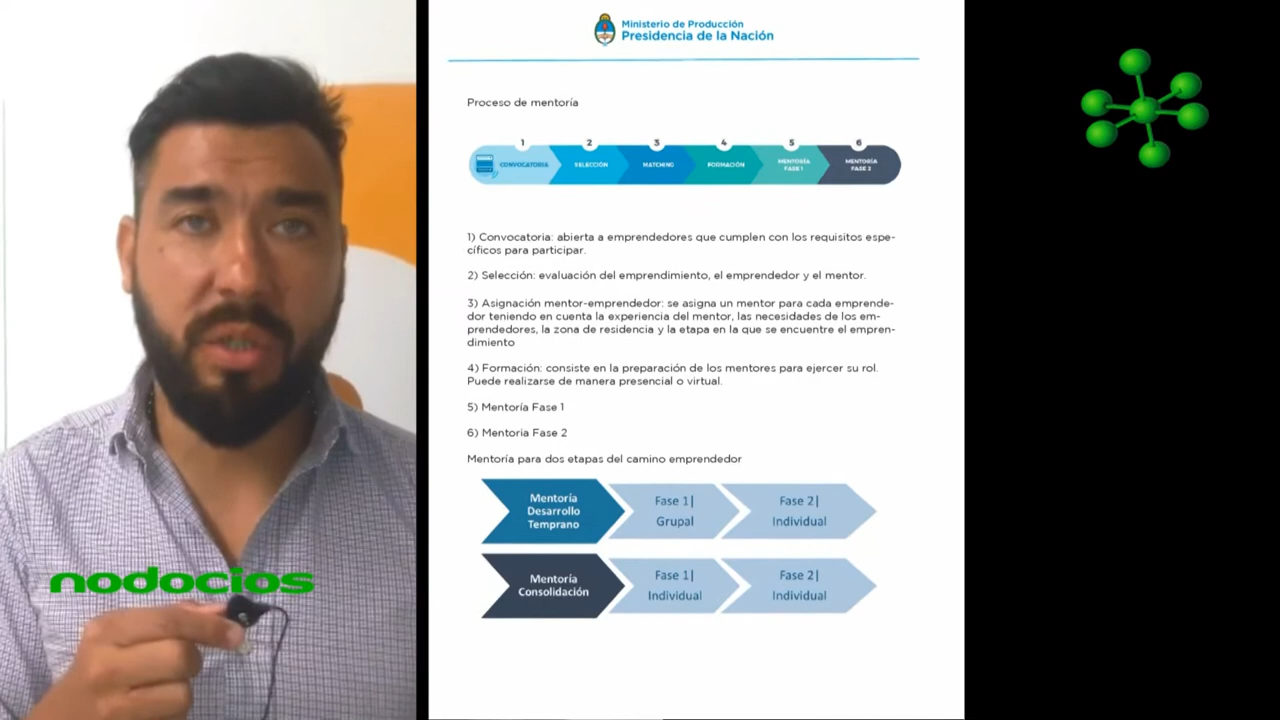 Ministerio de Producción
Presidencia de la Nación
Proceso de mentoría
1 2 3 4 5 6
CONVOCATORIA SELECCIÓN MATCHING FORMACIÓN MENTORÍA FASE 1 MENTORÍA FASE 2
1) Convocatoria: abierta a emprendedores que cumplen con los requisitos espe-
cíficos para participar.
2) Selección: evaluación del emprendimiento, el emprendedor y el mentor.
3) Asignación mentor-emprendedor: se asigna un mentor para cada emprende-
dor teniendo en cuenta la experiencia del mentor, las necesidades de los em-
prendedores, la zona de residencia y la etapa en la que se encuentre el empren-
dimiento
4) Formación: consiste en la preparación de los mentores para ejercer su rol.
Puede realizarse de manera presencial o virtual.
5) Mentoría Fase 1
6) Mentoria Fase 2
Mentoría para dos etapas del camino emprendedor
Mentoría
Desarrollo
Temprano
Fase 1|
Grupal
Fase 2|
Individual
Mentoría
Consolidación
Fase 1|
Individual
Fase 2|
Individual
nodocios